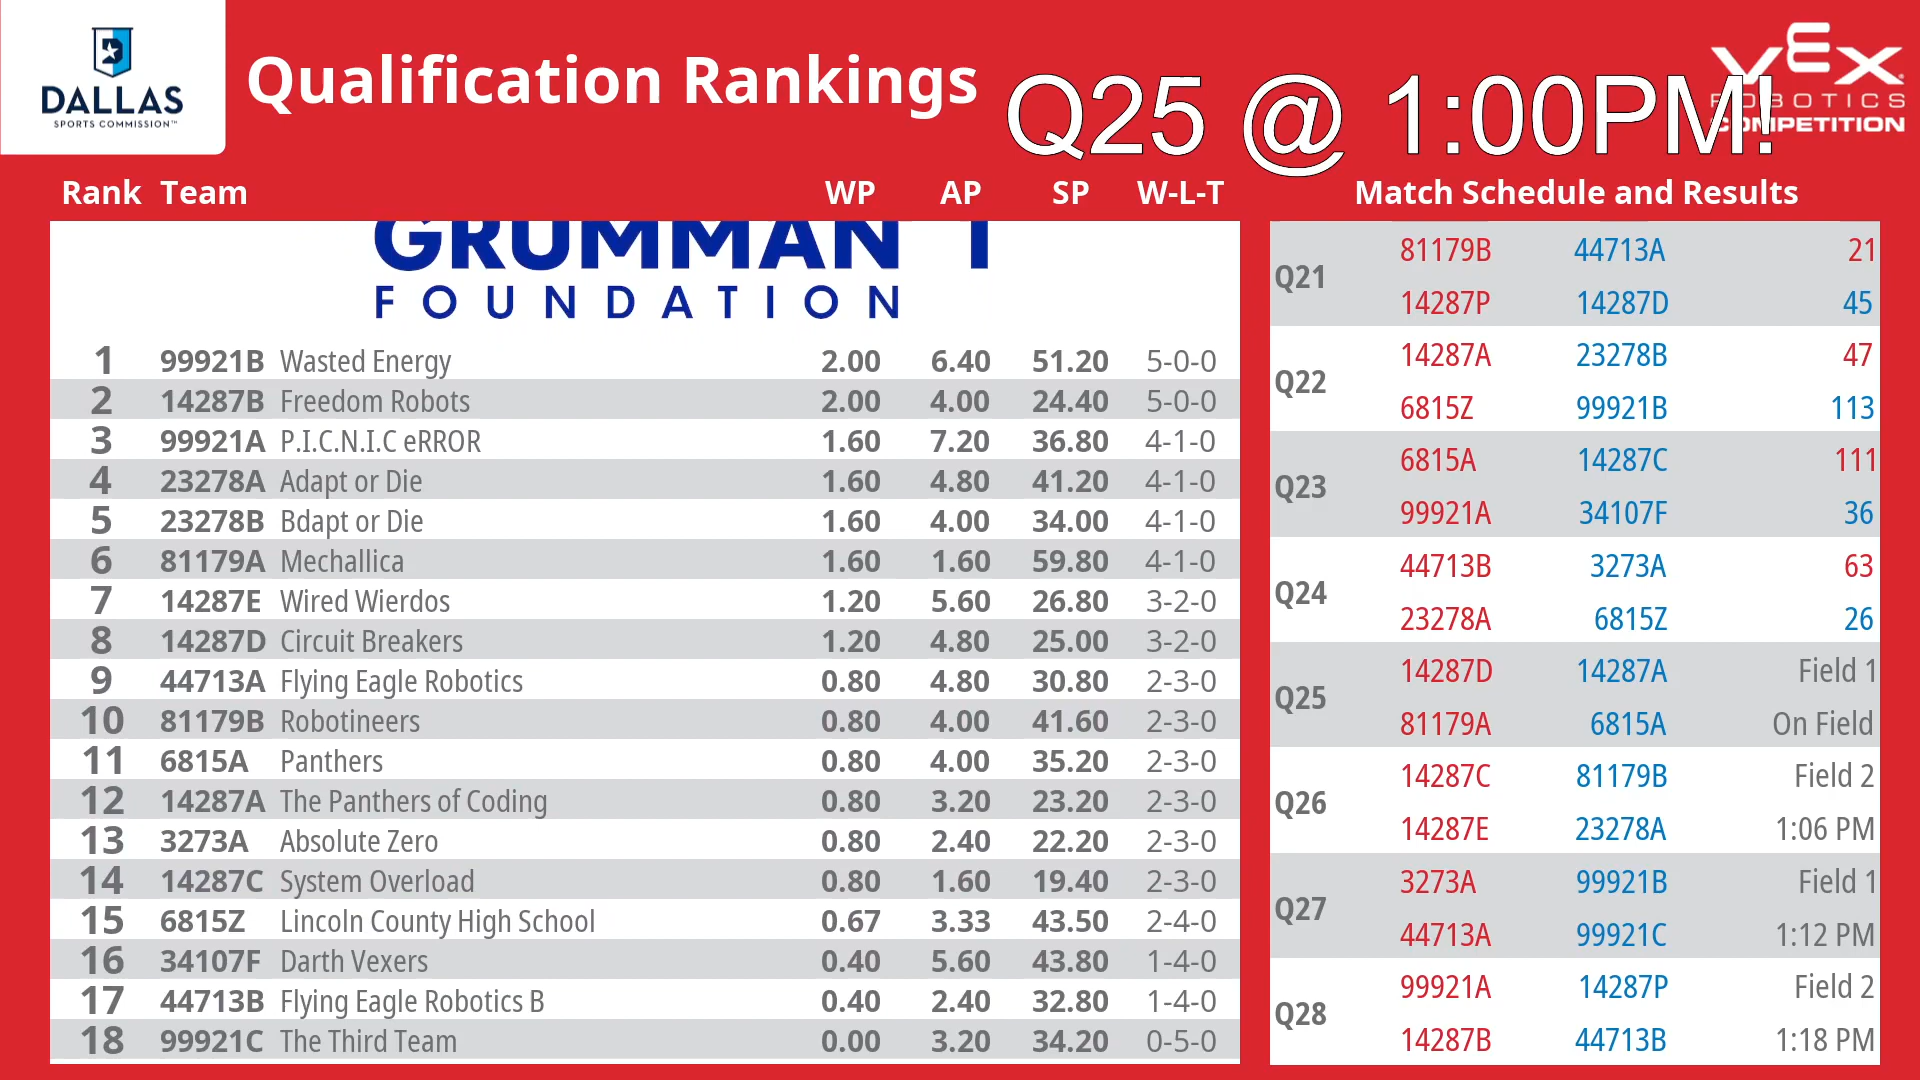 DALLAS
SPORTS COMMISSION™
Qualification Rankings
Q25 @ 1:00PM!
VEX
ROBOTICS
COMPETITION
Rank Team WP AP SP W-L-T
GRUMMAN
FOUNDATION
1 99921B Wasted Energy 2.00 6.40 51.20 5-0-0
2 14287B Freedom Robots 2.00 4.00 24.40 5-0-0
3 99921A P.I.C.N.I.C eRROR 1.60 7.20 36.80 4-1-0
4 23278A Adapt or Die 1.60 4.80 41.20 4-1-0
5 23278B Bdapt or Die 1.60 4.00 34.00 4-1-0
6 81179A Mechallica 1.60 1.60 59.80 4-1-0
7 14287E Wired Wierdos 1.20 5.60 26.80 3-2-0
8 14287D Circuit Breakers 1.20 4.80 25.00 3-2-0
9 44713A Flying Eagle Robotics 0.80 4.80 30.80 2-3-0
10 81179B Robotineers 0.80 4.00 41.60 2-3-0
11 6815A Panthers 0.80 4.00 35.20 2-3-0
12 14287A The Panthers of Coding 0.80 3.20 23.20 2-3-0
13 3273A Absolute Zero 0.80 2.40 22.20 2-3-0
14 14287C System Overload 0.80 1.60 19.40 2-3-0
15 6815Z Lincoln County High School 0.67 3.33 43.50 2-4-0
16 34107F Darth Vexers 0.40 5.60 43.80 1-4-0
17 44713B Flying Eagle Robotics B 0.40 2.40 32.80 1-4-0
18 99921C The Third Team 0.00 3.20 34.20 0-5-0
Match Schedule and Results
81179B 44713A 21
Q21
14287P 14287D 45
14287A 23278B 47
Q22
6815Z 99921B 113
6815A 14287C 111
Q23
99921A 34107F 36
44713B 3273A 63
Q24
23278A 6815Z 26
14287D 14287A Field 1
Q25
81179A 6815A On Field
14287C 81179B Field 2
Q26
14287E 23278A 1:06 PM
3273A 99921B Field 1
Q27
44713A 99921C 1:12 PM
99921A 14287P Field 2
Q28
14287B 44713B 1:18 PM